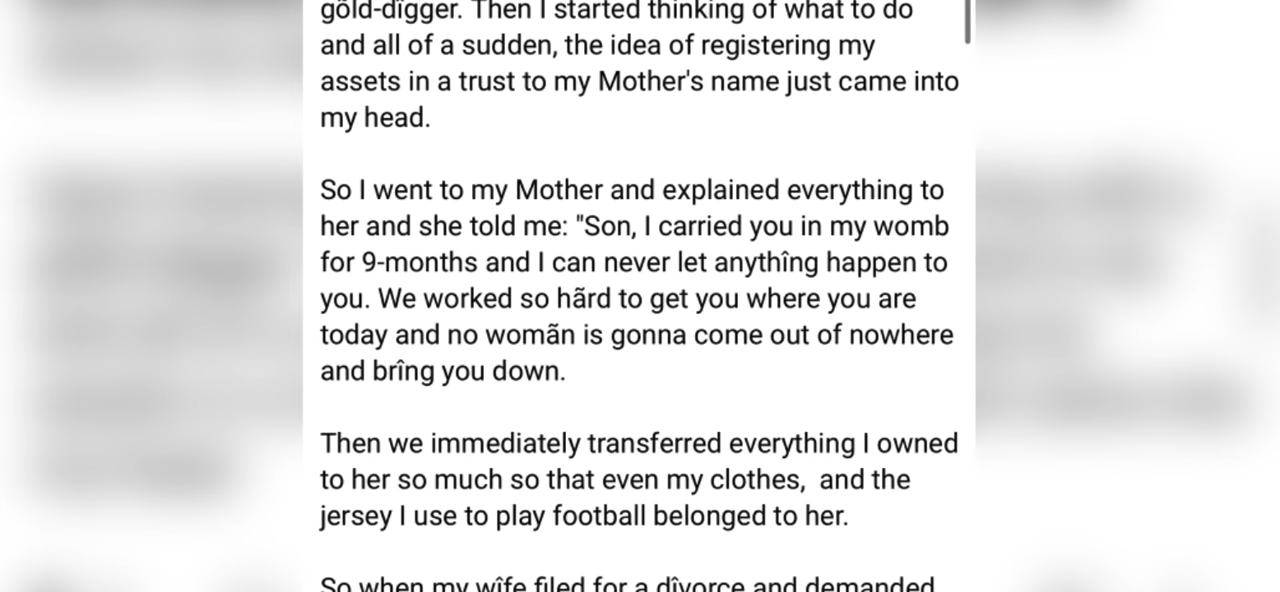 göld-dîgger. Then I started thinking of what to do
and all of a sudden, the idea of registering my
assets in a trust to my Mother's name just came into
my head.
So I went to my Mother and explained everything to
her and she told me: "Son, I carried you in my womb
for 9-months and I can never let anythîng happen to
you. We worked so hãrd to get you where you are
today and no womãn is gonna come out of nowhere
and brîng you down.
Then we immediately transferred everything I owned
to her so much so that even my clothes,  and the
jersey I use to play football belonged to her.
So when my wîfe filed for a dîvorce and demanded